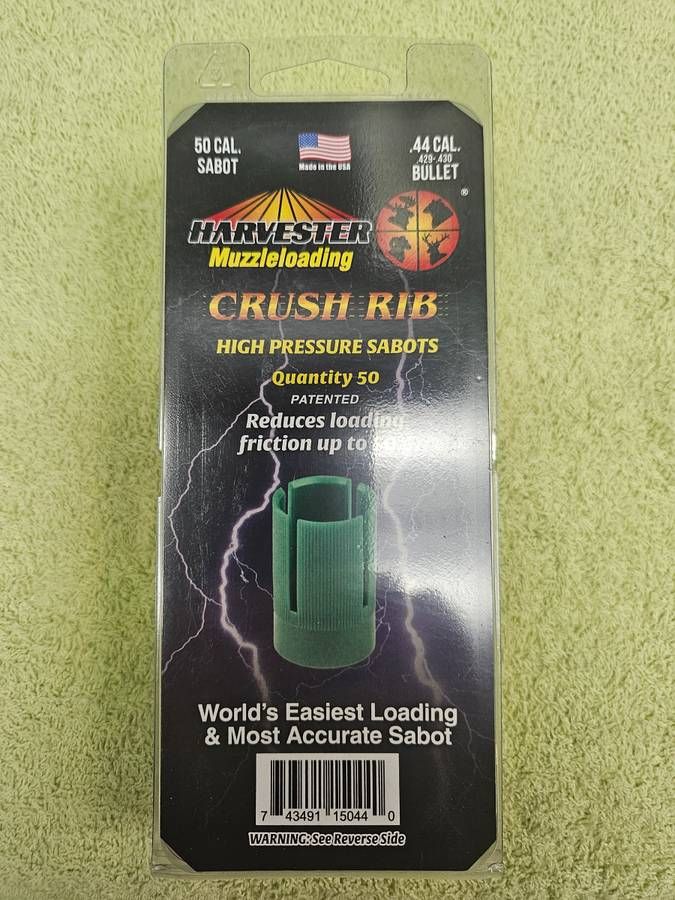 50 CAL.
SABOT
Made in the USA
.44 CAL.
.429-.430
BULLET
HARVESTER
®
Muzzleloading
CRUSH RIB
HIGH PRESSURE SABOTS
Quantity 50
PATENTED
Reduces loading
friction up to
World's Easiest Loading
& Most Accurate Sabot
7 43491 15044 0
WARNING: See Reverse Side